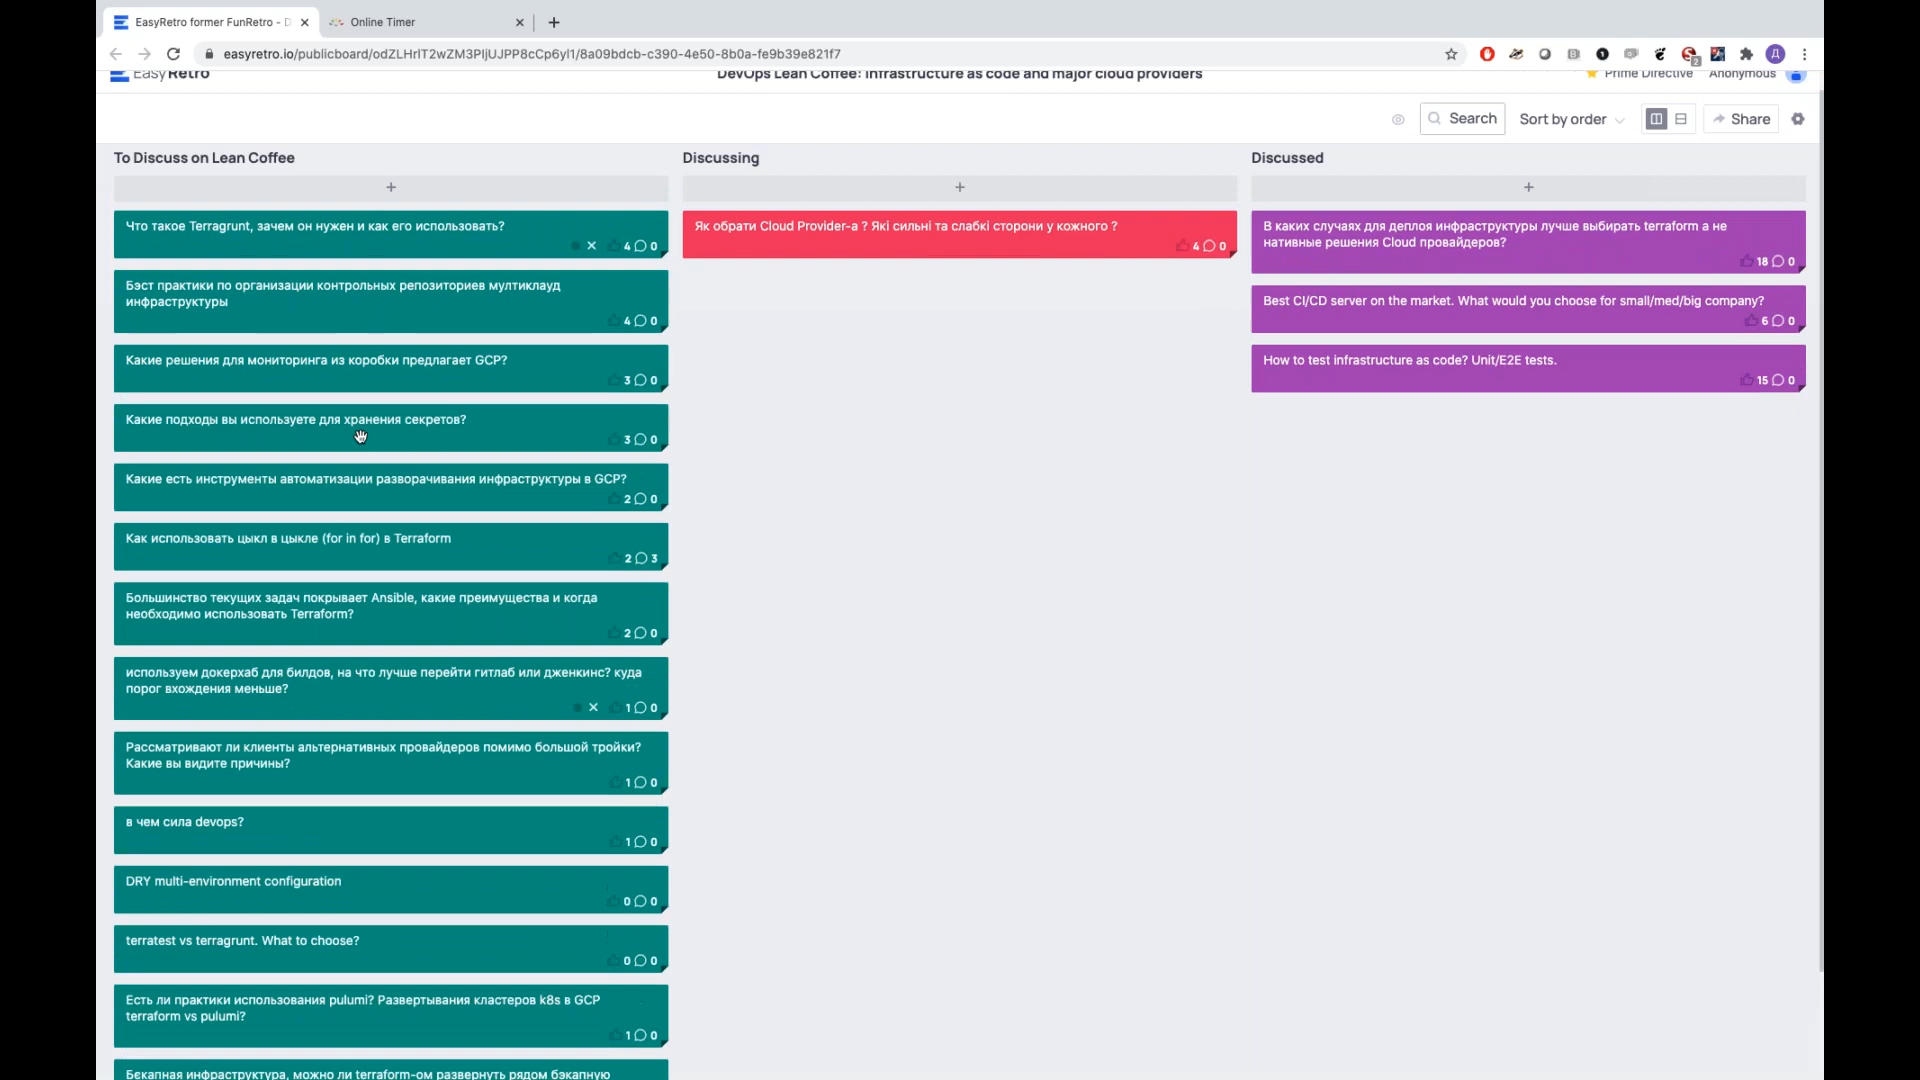 EasyRetro former FunRetro - D
Online Timer
easyretro.io/publicboard/odZLHrIT2wZM3PljUJPP8cCp6yl1/8a09bdcb-c390-4e50-8b0a-fe9b39e821f7
2
Д
EasyRetro
DevOps Lean Coffee: Infrastructure as code and major cloud providers
Prime Directive
Anonymous
Search
Sort by order
Share
To Discuss on Lean Coffee
+
Что такое Terragrunt, зачем он нужен и как его использовать?
4 0
Бэст практики по организации контрольных репозиториев мултиклауд
инфраструктуры
4 0
Какие решения для мониторинга из коробки предлагает GCP?
3 0
Какие подходы вы используете для хранения секретов?
3 0
Какие есть инструменты автоматизации разворачивания инфраструктуры в GCP?
2 0
Как использовать цыкл в цыкле (for in for) в Terraform
2 3
Большинство текущих задач покрывает Ansible, какие преимущества и когда
необходимо использовать Terraform?
2 0
используем докерхаб для билдов, на что лучше перейти гитлаб или дженкинс? куда
порог вхождения меньше?
1 0
Рассматривают ли клиенты альтернативных провайдеров помимо большой тройки?
Какие вы видите причины?
1 0
в чем сила devops?
1 0
DRY multi-environment configuration
0 0
terratest vs terragrunt. What to choose?
0 0
Есть ли практики использования pulumi? Развертывания кластеров k8s в GCP
terraform vs pulumi?
1 0
Бєкапная инфраструктура, можно ли terraform-ом развернуть рядом бэкапную
Discussing
+
Як обрати Cloud Provider-а ? Які сильні та слабкі сторони у кожного ?
4 0
Discussed
+
В каких случаях для деплоя инфраструктуры лучше выбирать terraform а не
нативные решения Cloud провайдеров?
18 0
Best CI/CD server on the market. What would you choose for small/med/big company?
6 0
How to test infrastructure as code? Unit/E2E tests.
15 0